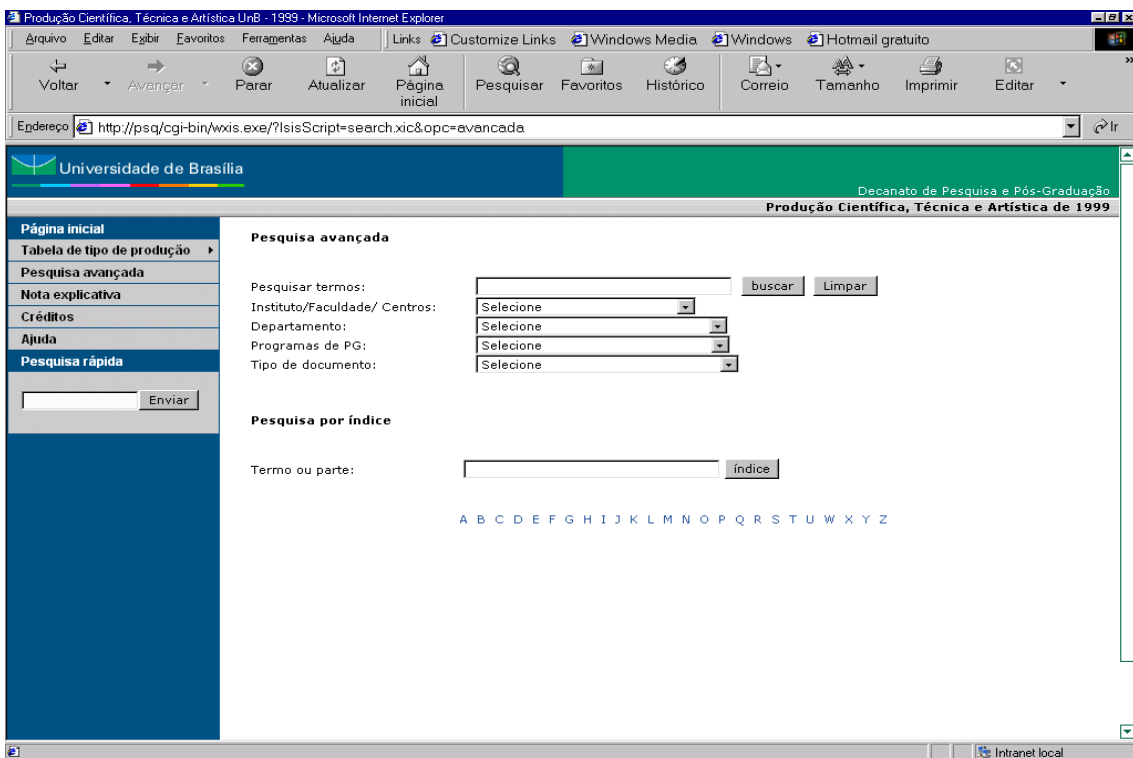 Produção Científica, Técnica e Artística UnB - 1999 - Microsoft Internet Explorer
Arquivo Editar Exibir Favoritos Ferramentas Ajuda Links Customize Links Windows Media Windows Hotmail gratuito
Voltar Avançar Parar Atualizar Página inicial Pesquisar Favoritos Histórico Correio Tamanho Imprimir Editar »
Endereço http://psq/cgi-bin/wxis.exe/?IsisScript=search.xic&opc=avancada Ir
Universidade de Brasília
Decanato de Pesquisa e Pós-Graduação
Produção Científica, Técnica e Artística de 1999
Página inicial
Tabela de tipo de produção
Pesquisa avançada
Nota explicativa
Créditos
Ajuda
Pesquisa rápida
Enviar
Pesquisa avançada
Pesquisar termos: buscar Limpar
Instituto/Faculdade/ Centros: Selecione
Departamento: Selecione
Programas de PG: Selecione
Tipo de documento: Selecione
Pesquisa por índice
Termo ou parte: índice
A B C D E F G H I J K L M N O P Q R S T U W X Y Z
Intranet local